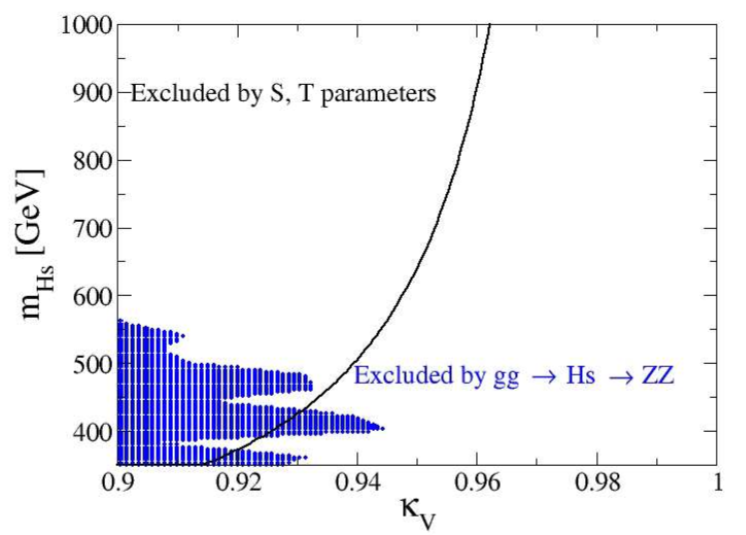 1000
900
800
700
600
500
400
m_Hs [GeV]
Excluded by S, T parameters
Excluded by gg → Hs → ZZ
0.9 0.92 0.94 0.96 0.98 1
κ_V